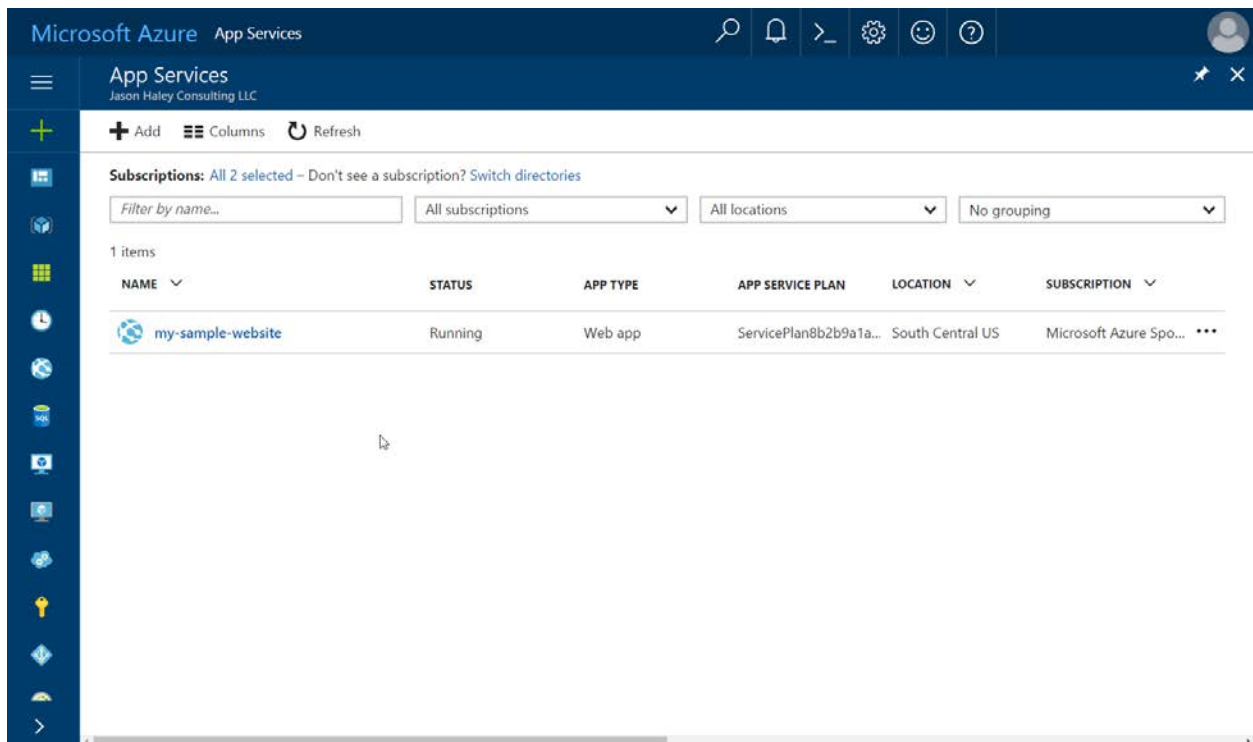 Microsoft Azure App Services
App Services
Jason Haley Consulting LLC
Add Columns Refresh
Subscriptions: All 2 selected – Don't see a subscription? Switch directories
Filter by name... All subscriptions All locations No grouping
1 items
NAME STATUS APP TYPE APP SERVICE PLAN LOCATION SUBSCRIPTION
my-sample-website Running Web app ServicePlan8b2b9a1a... South Central US Microsoft Azure Spo... •••
SQL